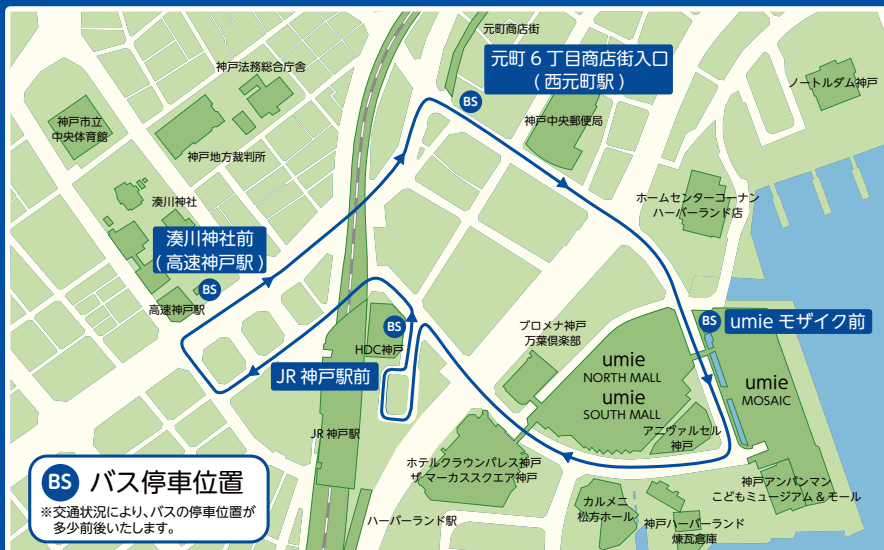 元町商店街
元町6丁目商店街入口
(西元町駅)
BS
神戸法務総合庁舎
ノートルダム神戸
神戸市立
中央体育館
神戸中央郵便局
神戸地方裁判所
湊川神社
ホームセンターコーナン
ハーバーランド店
湊川神社前
(高速神戸駅)
BS
高速神戸駅
BS
umieモザイク前
BS
プロメナ神戸
万葉倶楽部
HDC神戸
umie
NORTH MALL
umie
SOUTH MALL
umie
MOSAIC
JR神戸駅前
アニヴァルセル
神戸
JR神戸駅
ホテルクラウンパレス神戸
ザ マーカススクエア神戸
神戸アンパンマン
こどもミュージアム&モール
カルメニ
松方ホール
神戸ハーバーランド
煉瓦倉庫
ハーバーランド駅
BS バス停車位置
※交通状況により、バスの停車位置が
多少前後いたします。